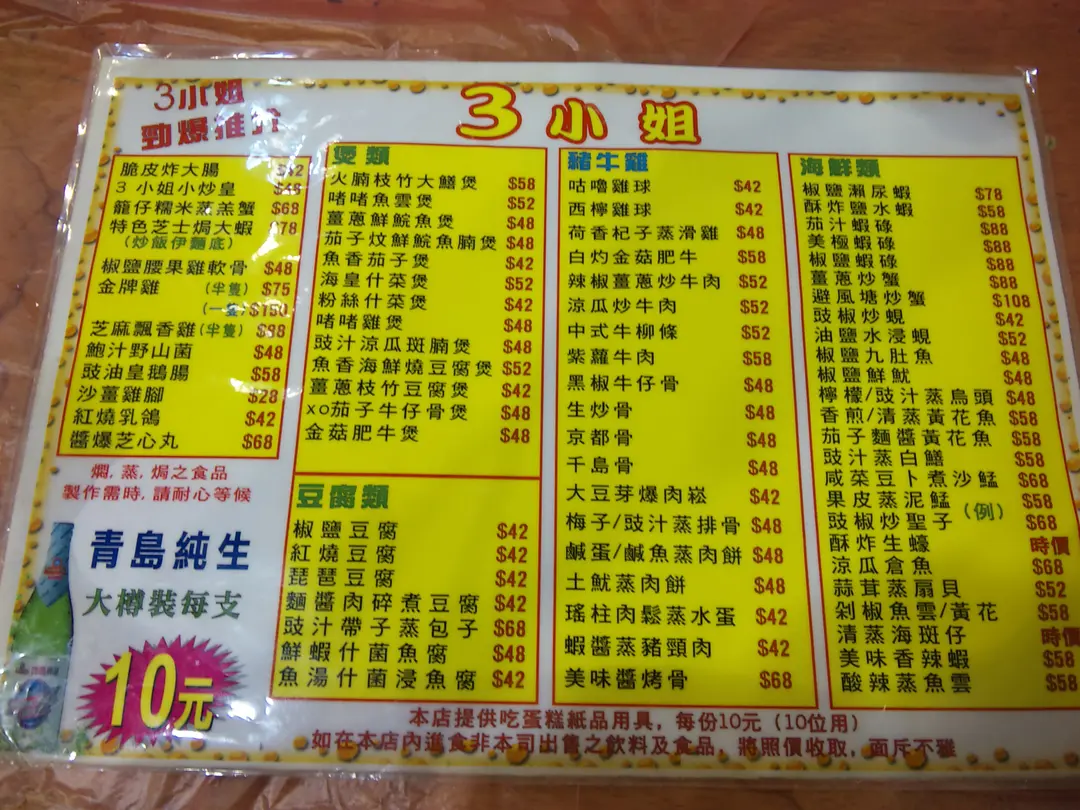 3小姐
3小姐
勁爆推介
脆皮炸大腸 $42
3 小姐小炒皇 $48
籠仔糯米蒸羔蟹 $68
特色芝士焗大蝦 $78
(炒飯伊麵底)
椒鹽腰果雞軟骨 $48
金牌雞 (半隻) $75
(一隻) $150
芝麻飄香雞(半隻) $88
鮑汁野山菌 $48
豉油皇鵝腸 $58
沙薑雞腳 $28
紅燒乳鴿 $42
醬爆芝心丸 $68
燜, 蒸, 焗之食品
製作需時, 請耐心等候
青島純生
大樽裝每支
10元
煲類
火腩枝竹大鱔煲 $58
啫啫魚雲煲 $52
薑蔥鮮鯇魚煲 $48
茄子炆鮮鯇魚腩煲 $48
魚香茄子煲 $42
海皇什菜煲 $52
粉絲什菜煲 $42
啫啫雞煲 $48
豉汁涼瓜斑腩煲 $48
魚香海鮮燒豆腐煲 $52
薑蔥枝竹豆腐煲 $42
xo茄子牛仔骨煲 $48
金菇肥牛煲 $48
豆腐類
椒鹽豆腐 $42
紅燒豆腐 $42
琵琶豆腐 $42
麵醬肉碎煮豆腐 $42
豉汁帶子蒸包子 $68
鮮蝦什菌魚腐 $48
魚湯什菌浸魚腐 $42
豬牛雞
咕嚕雞球 $42
西檸雞球 $42
荷香杞子蒸滑雞 $48
白灼金菇肥牛 $58
辣椒薑蔥炒牛肉 $52
涼瓜炒牛肉 $52
中式牛柳條 $52
紫蘿牛肉 $58
黑椒牛仔骨 $48
生炒骨 $48
京都骨 $48
千島骨 $48
大豆芽爆肉崧 $42
梅子/豉汁蒸排骨 $48
鹹蛋/鹹魚蒸肉餅 $48
土魷蒸肉餅 $48
瑤柱肉鬆蒸水蛋 $42
蝦醬蒸豬頸肉 $42
美味醬烤骨 $68
海鮮類
椒鹽瀨尿蝦 $78
酥炸鹽水蝦 $58
茄汁蝦碌 $88
美極蝦碌 $88
椒鹽蝦碌 $88
薑蔥炒蟹 $88
避風塘炒蟹 $108
豉椒炒蜆 $42
油鹽水浸蜆 $52
椒鹽九肚魚 $48
椒鹽鮮魷 $48
檸檬/豉汁蒸烏頭 $48
香煎/清蒸黃花魚 $58
茄子麵醬黃花魚 $58
豉汁蒸白鱔 $58
咸菜豆卜煮沙鯭 $68
果皮蒸泥鯭 $58
豉椒炒聖子(例) $68
酥炸生蠔 時價
涼瓜倉魚 $68
蒜茸蒸扇貝 $52
剁椒魚雲/黃花 $58
清蒸海斑仔 時價
美味香辣蝦 $58
酸辣蒸魚雲 $58
本店提供吃蛋糕紙品用具, 每份10元 (10位用)
如在本店內進食非本司出售之飲料及食品, 將照價收取, 面斥不雅